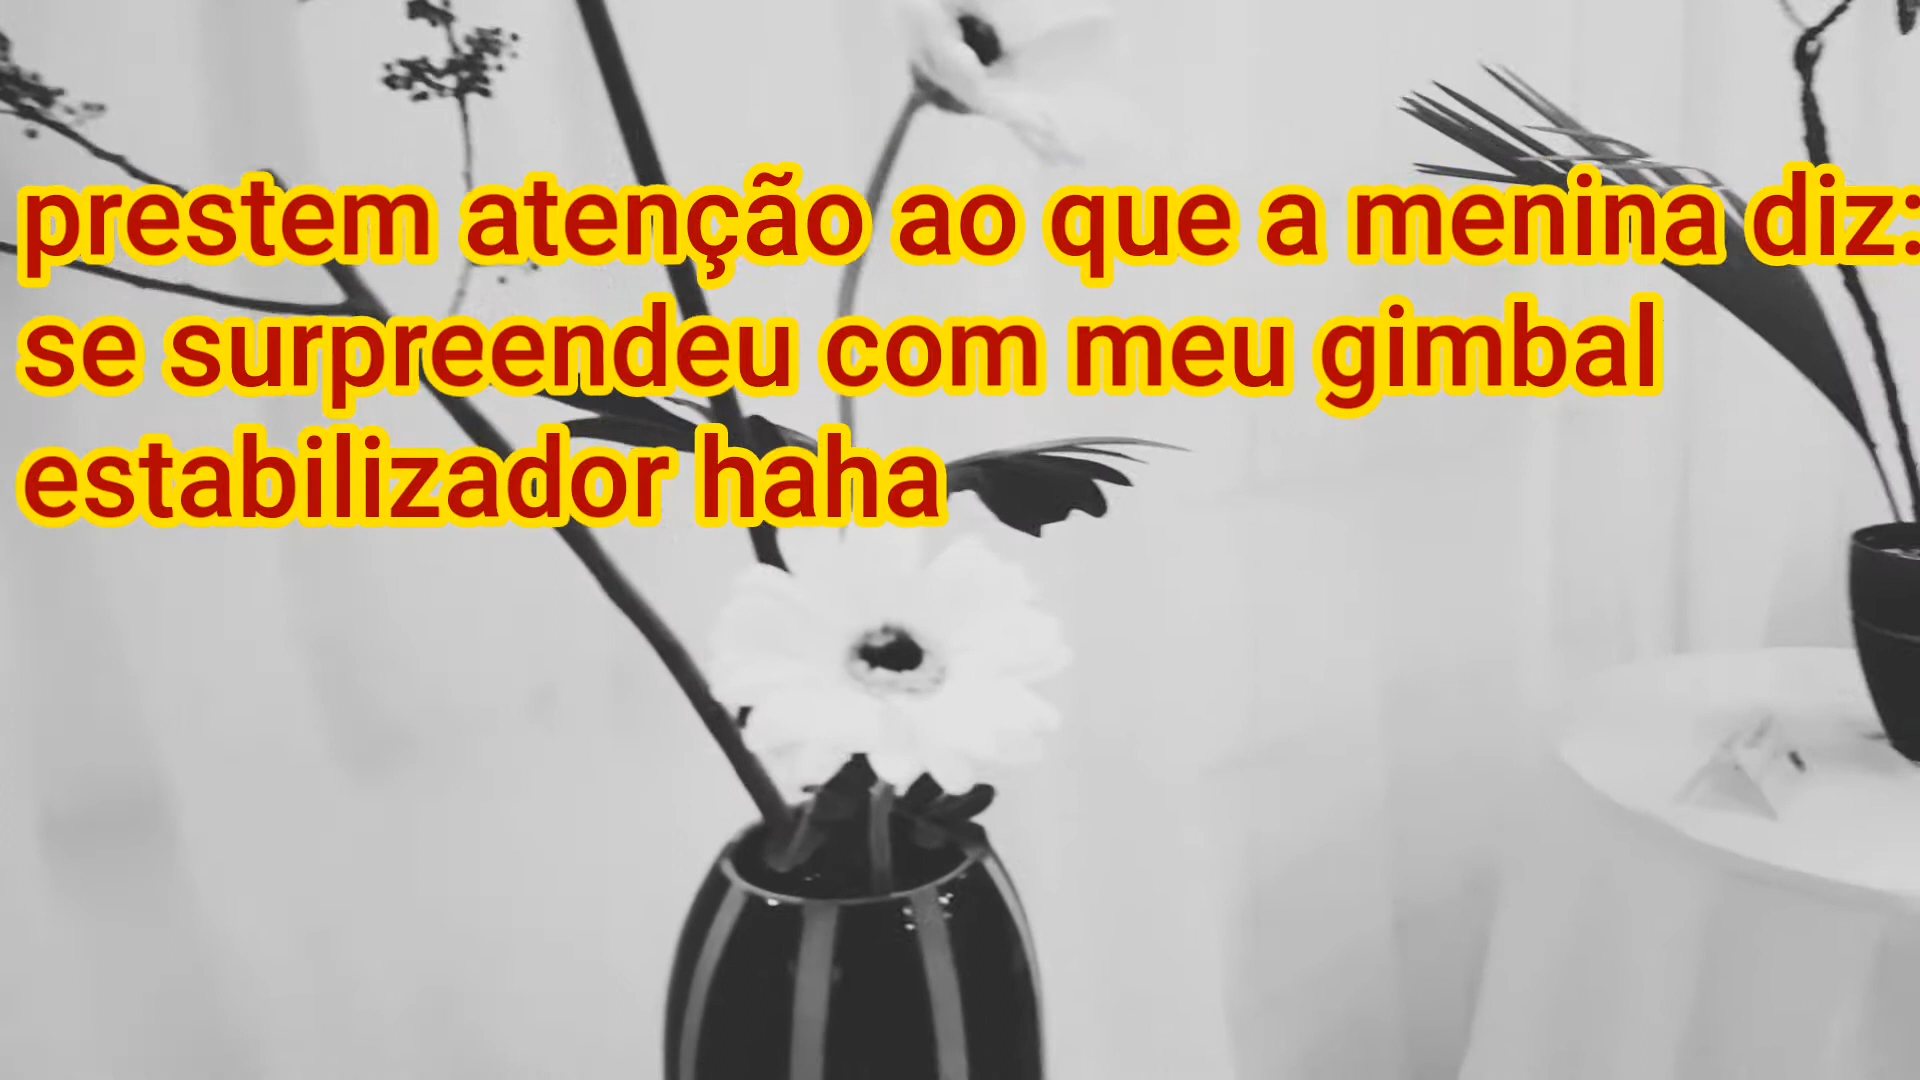 prestem atenção ao que a menina diz:
se surpreendeu com meu gimbal
estabilizador haha